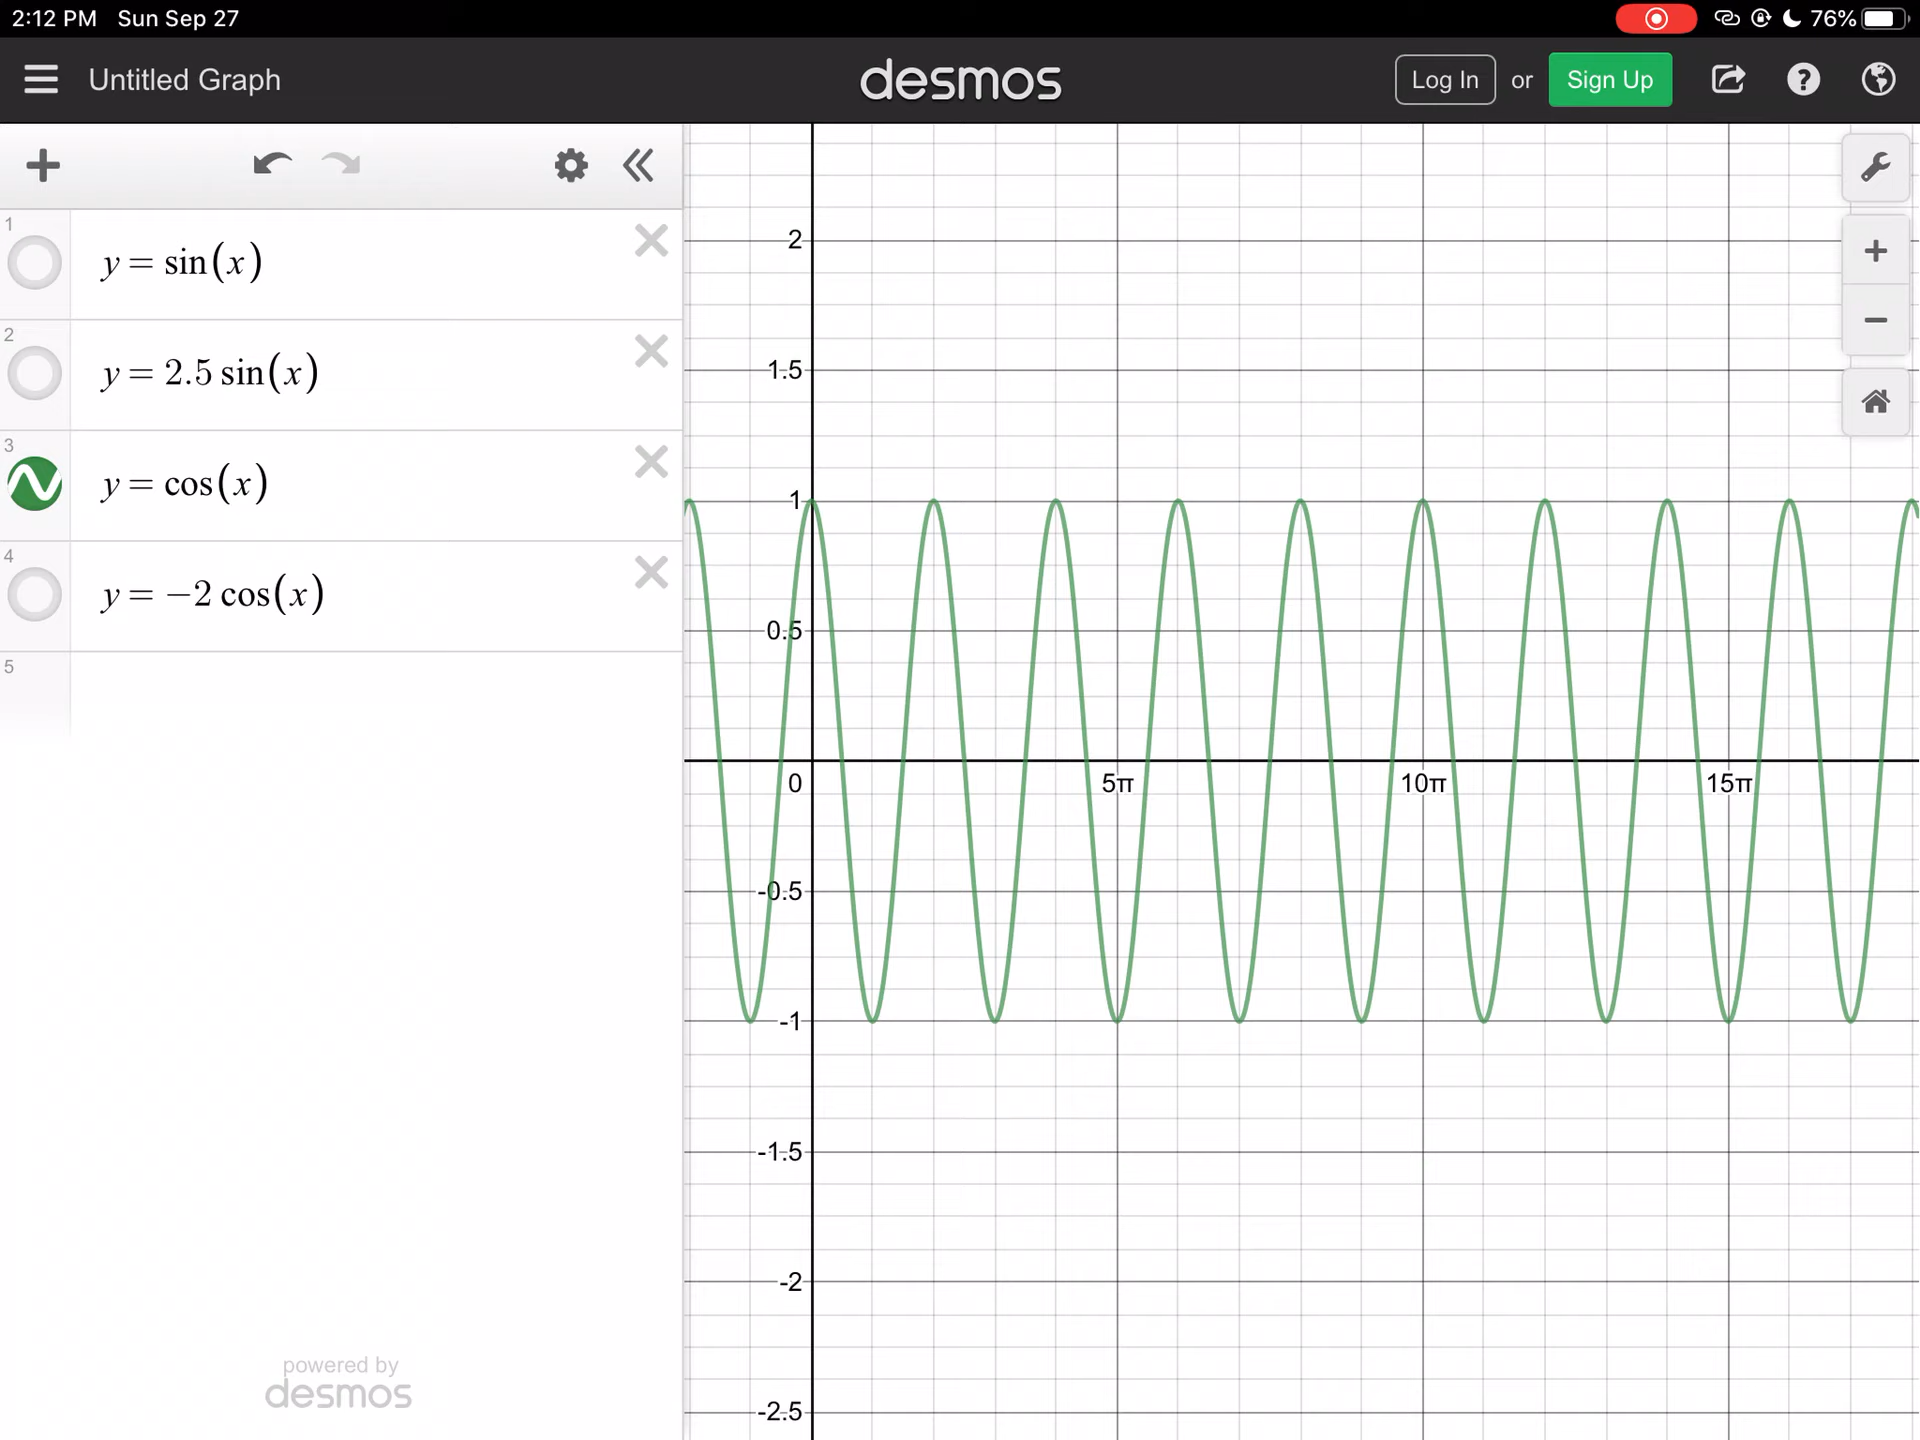 2:12 PM Sun Sep 27 76%
Untitled Graph desmos Log In or Sign Up
1 y = sin(x)
2 y = 2.5 sin(x)
3 y = cos(x)
4 y = −2 cos(x)
5
2
1.5
1
0.5
0 5π 10π 15π
-0.5
-1
-1.5
-2
-2.5
powered by
desmos